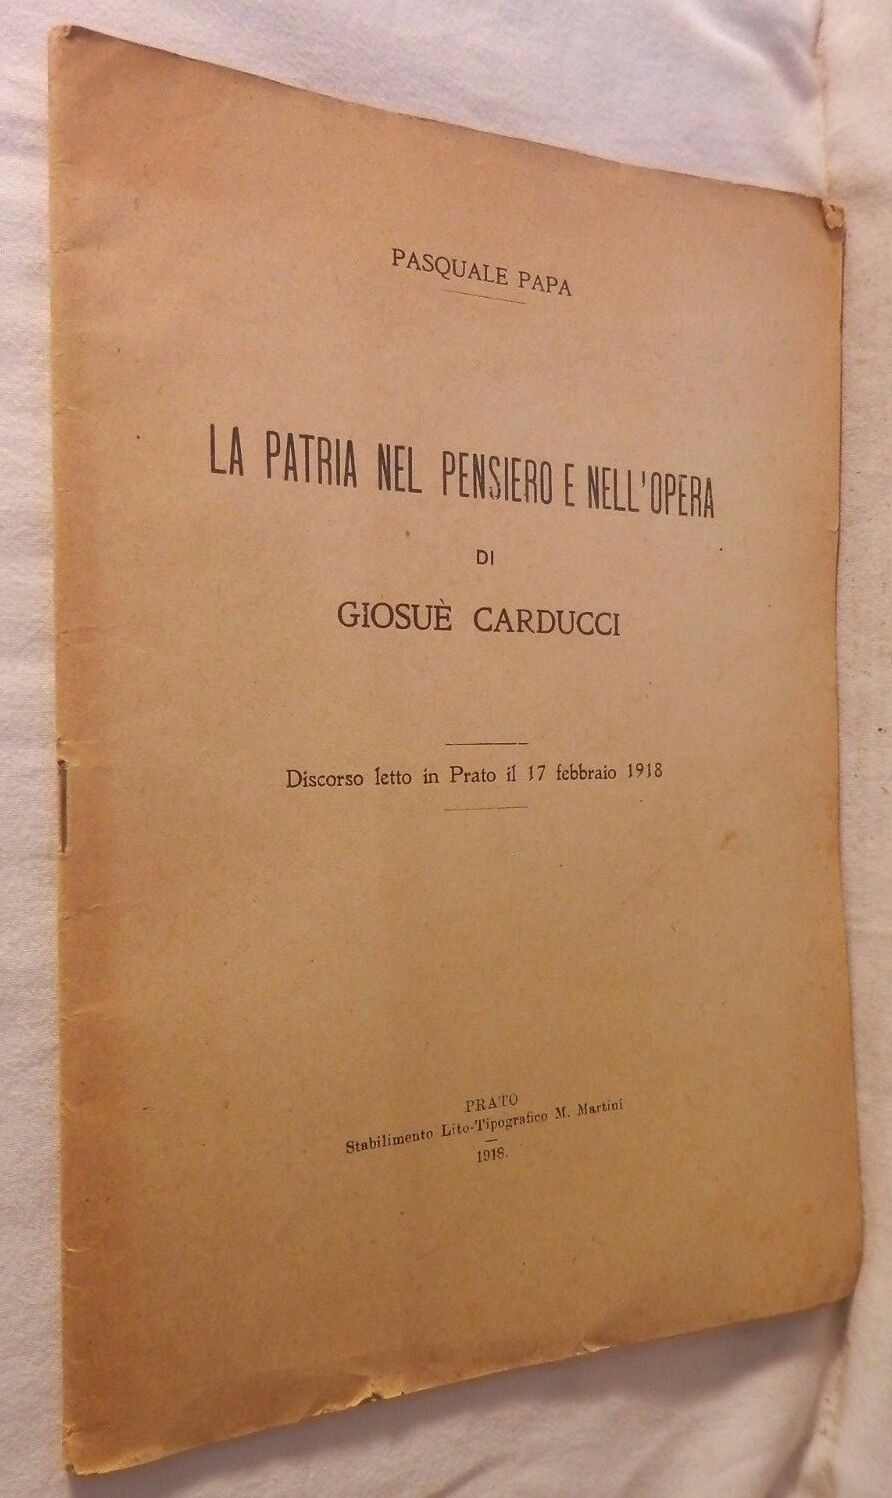 PASQUALE PAPA
LA PATRIA NEL PENSIERO E NELL'OPERA
DI
GIOSUÈ CARDUCCI
Discorso letto in Prato il 17 febbraio 1918
PRATO
Stabilimento Lito-Tipografico M. Martini
1918.